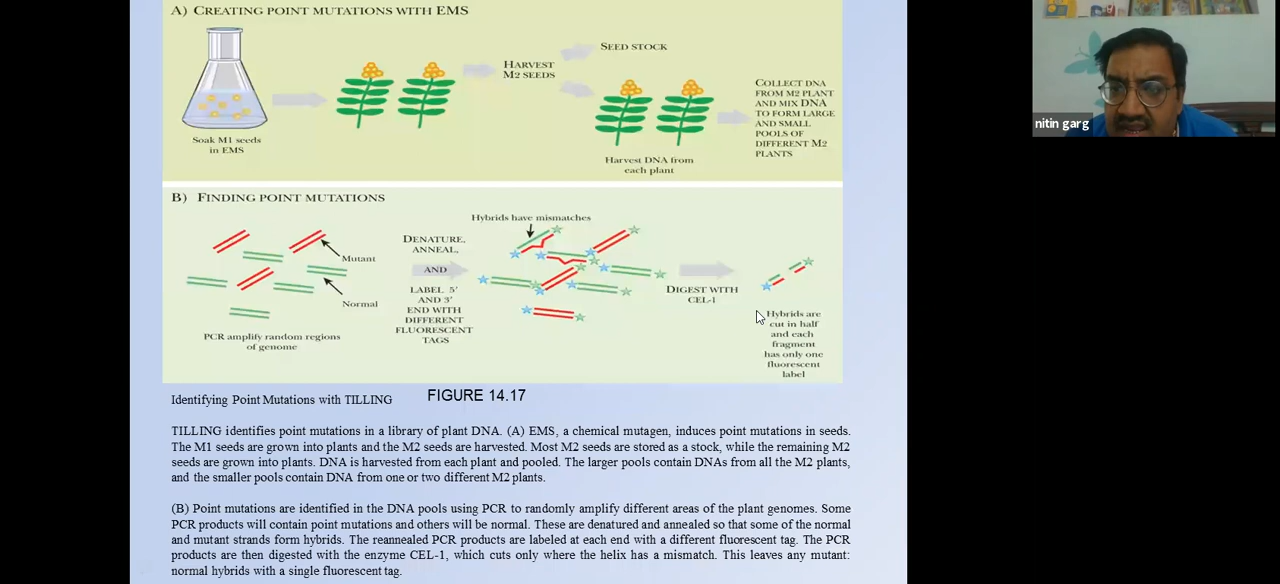 A) CREATING POINT MUTATIONS WITH EMS
Soak M1 seeds
in EMS
HARVEST
M2 SEEDS
SEED STOCK
Harvest DNA from
each plant
COLLECT DNA
FROM M2 PLANT
AND MIX DNA
TO FORM LARGE
AND SMALL
POOLS OF
DIFFERENT M2
PLANTS
nitin garg
B) FINDING POINT MUTATIONS
Mutant
Normal
PCR AMPLIFY RANDOM REGIONS
of genome
DENATURE,
ANNEAL,
AND
LABEL 5′
AND 3′
END WITH
DIFFERENT
FLUORESCENT
TAGS
Hybrids have mismatches
DIGEST WITH
CEL-1
Hybrids are
cut in half
and each
fragment
has only one
fluorescent
label
Identifying Point Mutations with TILLING
FIGURE 14.17
TILLING identifies point mutations in a library of plant DNA. (A) EMS, a chemical mutagen, induces point mutations in seeds.
The M1 seeds are grown into plants and the M2 seeds are harvested. Most M2 seeds are stored as a stock, while the remaining M2
seeds are grown into plants. DNA is harvested from each plant and pooled. The larger pools contain DNAs from all the M2 plants,
and the smaller pools contain DNA from one or two different M2 plants.
(B) Point mutations are identified in the DNA pools using PCR to randomly amplify different areas of the plant genomes. Some
PCR products will contain point mutations and others will be normal. These are denatured and annealed so that some of the normal
and mutant strands form hybrids. The reannealed PCR products are labeled at each end with a different fluorescent tag. The PCR
products are then digested with the enzyme CEL-1, which cuts only where the helix has a mismatch. This leaves any mutant:
normal hybrids with a single fluorescent tag.